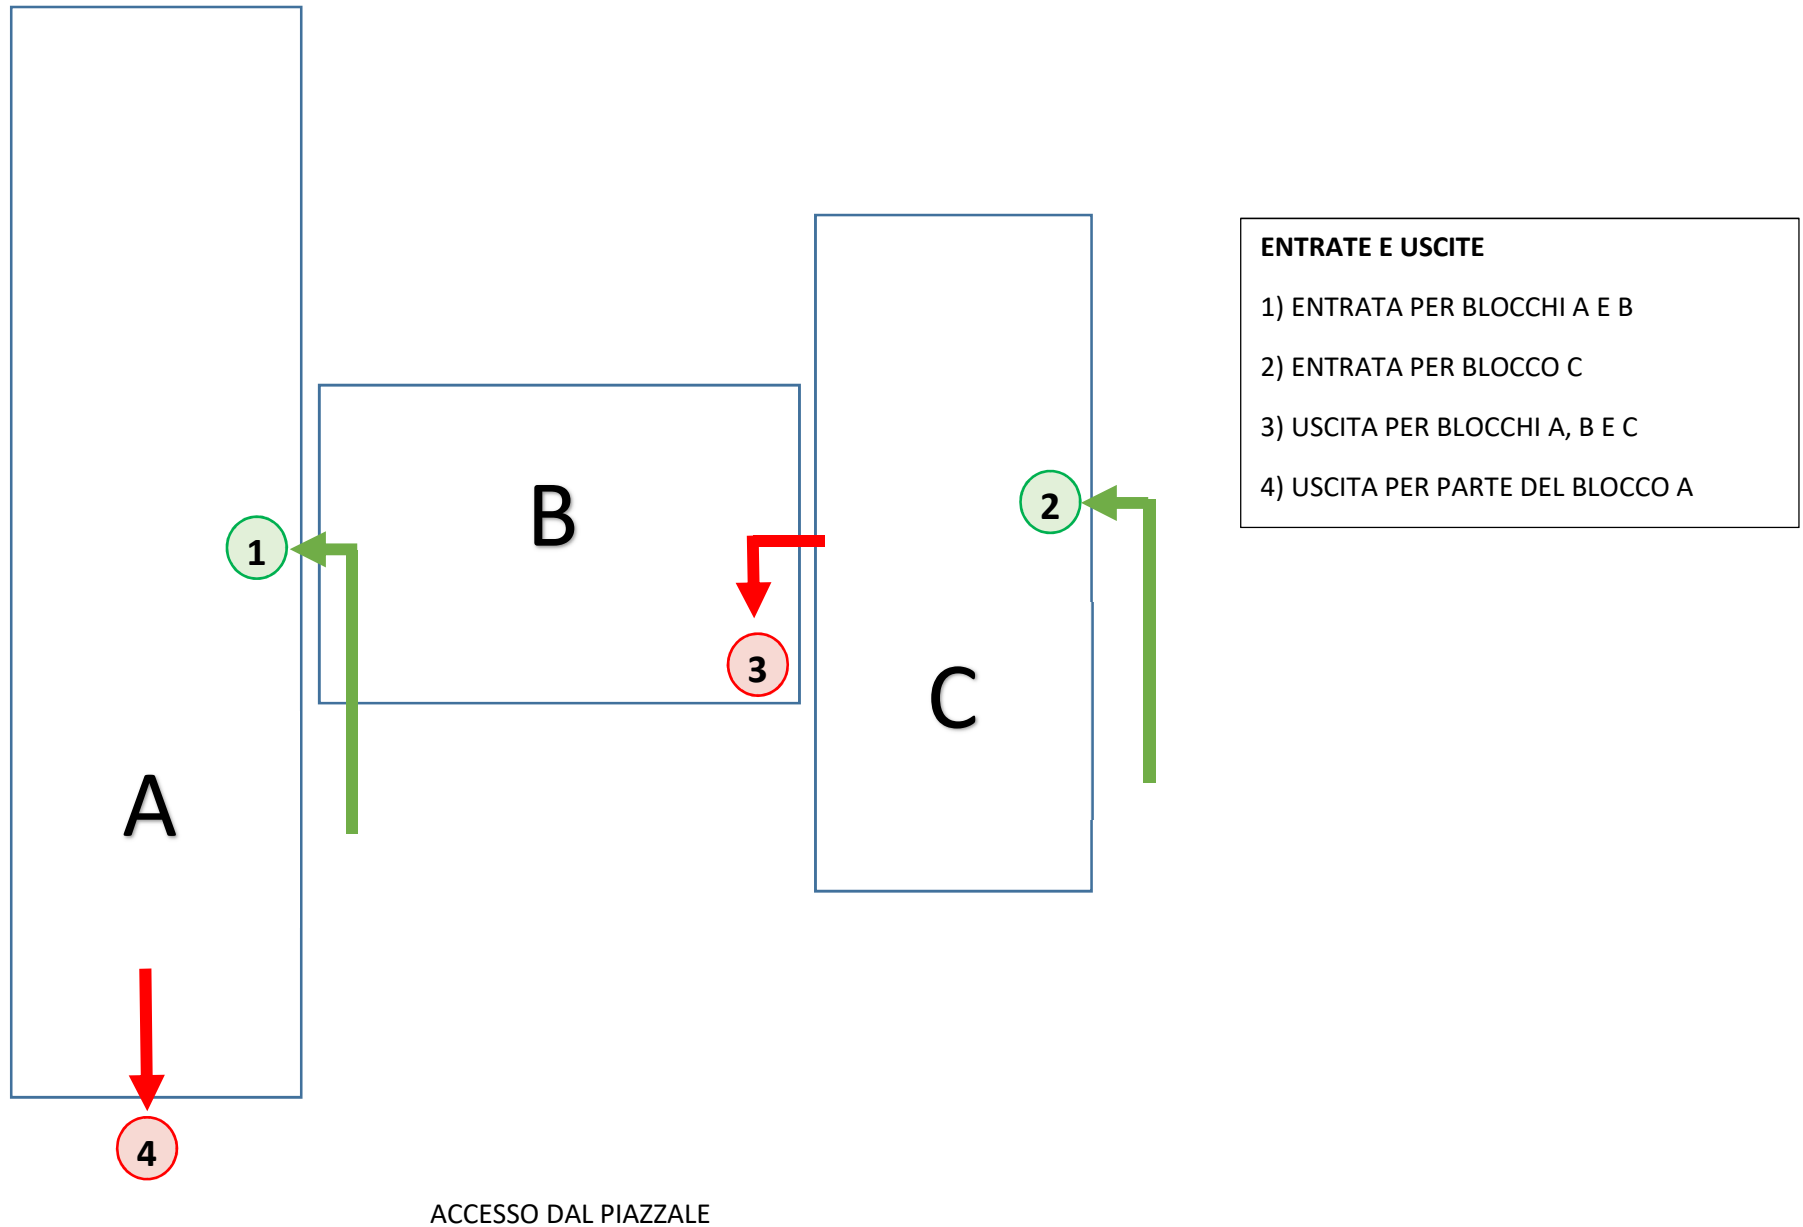 ENTRATE E USCITE
1) ENTRATA PER BLOCCHI A E B
2) ENTRATA PER BLOCCO C
3) USCITA PER BLOCCHI A, B E C
4) USCITA PER PARTE DEL BLOCCO A
B
2
1
3
C
A
4
ACCESSO DAL PIAZZALE